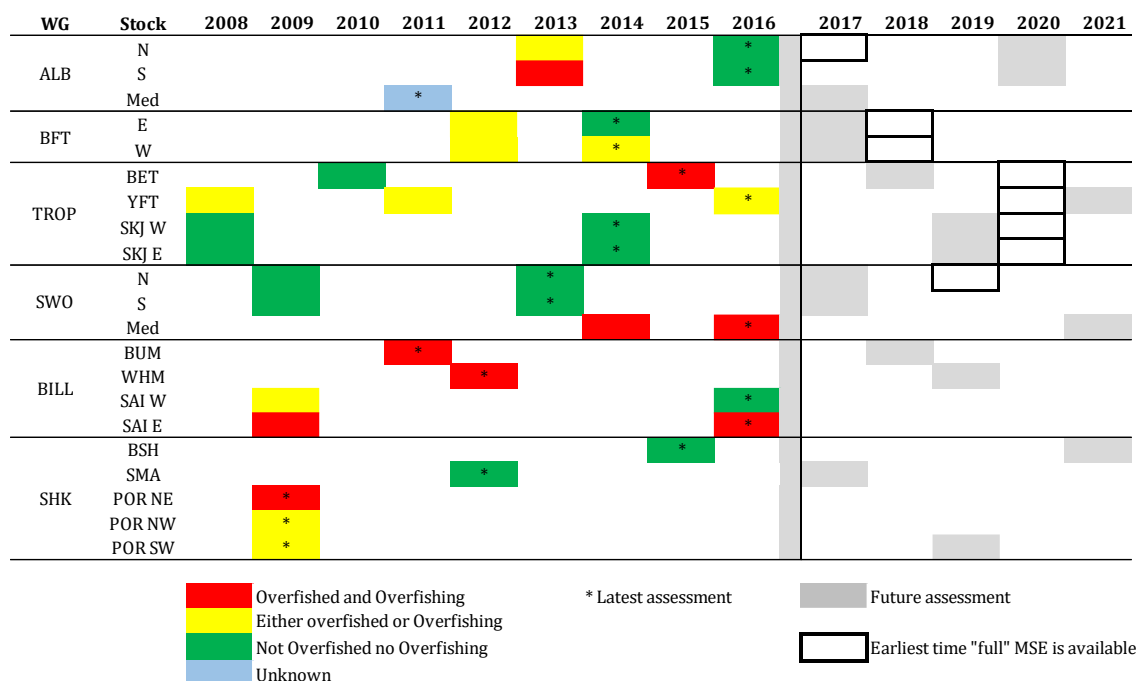 WG Stock 2008 2009 2010 2011 2012 2013 2014 2015 2016 2017 2018 2019 2020 2021
N *
ALB S *
Med *
E *
BFT
W *
BET *
YFT *
TROP
SKJ W *
SKJ E *
N *
SWO S *
Med *
BUM *
WHM *
BILL
SAI W *
SAI E *
BSH *
SMA *
SHK POR NE *
POR NW *
POR SW *
Overfished and Overfishing * Latest assessment Future assessment
Either overfished or Overfishing
Not Overfished no Overfishing Earliest time "full" MSE is available
Unknown